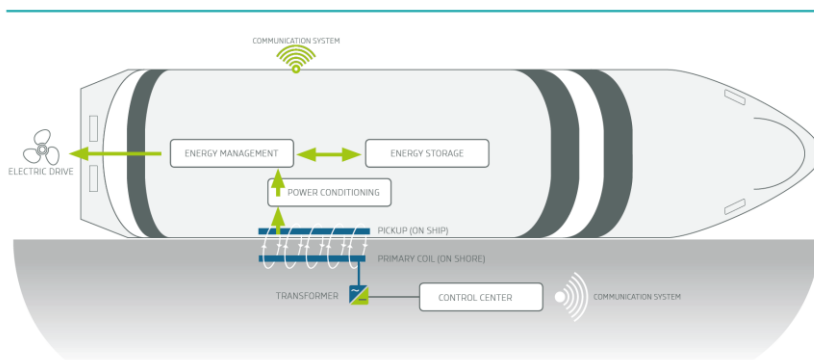 COMMUNICATION SYSTEM
ENERGY MANAGEMENT
ENERGY STORAGE
ELECTRIC DRIVE
POWER CONDITIONING
PICKUP (ON SHIP)
PRIMARY COIL (ON SHORE)
TRANSFORMER
CONTROL CENTER
COMMUNICATION SYSTEM